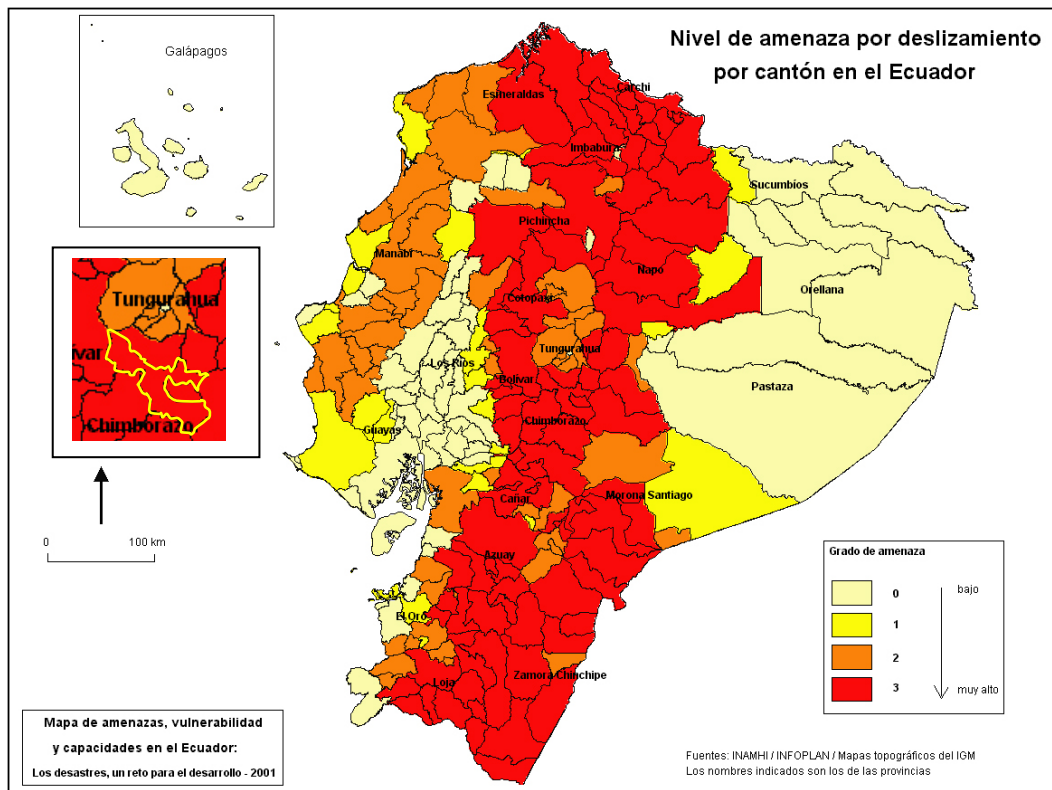 Galápagos
Nivel de amenaza por deslizamiento
por cantón en el Ecuador
Esmeraldas
Carchi
Imbabura
Sucumbíos
Pichincha
Manabí
Napo
Orellana
Cotopaxi
Tungurahua
Los Ríos
Bolívar
Pastaza
Chimborazo
Guayas
Cañar
Morona Santiago
Azuay
El Oro
Loja
Zamora Chinchipe
Tungurahua
ívar
Chimborazo
0 100 km
Grado de amenaza
0 bajo
1
2
3 muy alto
Mapa de amenazas, vulnerabilidad
y capacidades en el Ecuador:
Los desastres, un reto para el desarrollo - 2001
Fuentes: INAMHI / INFOPLAN / Mapas topográficos del IGM
Los nombres indicados son los de las provincias